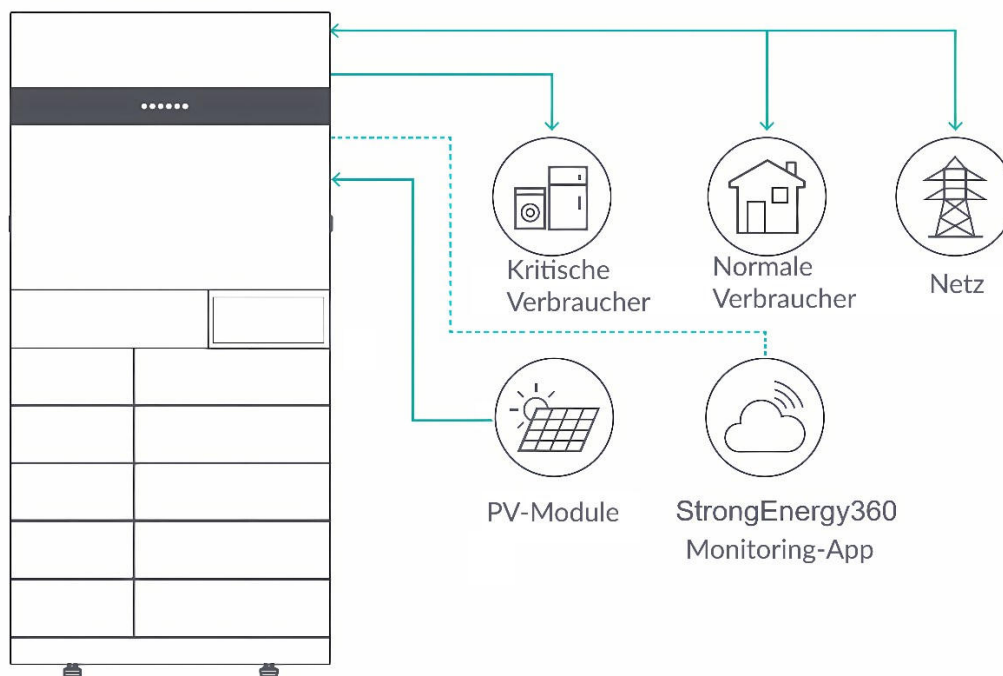 Kritische
Verbraucher
Normale
Verbraucher
Netz
PV-Module
StrongEnergy360
Monitoring-App